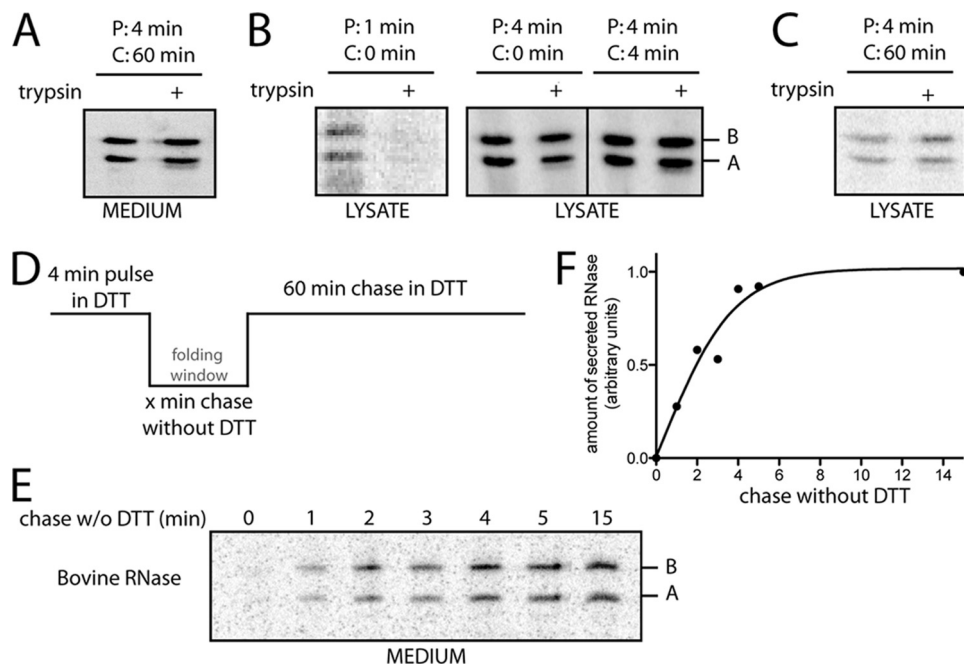 A
P: 4 min
C: 60 min
trypsin +
MEDIUM
B
P: 1 min
C: 0 min
P: 4 min
C: 0 min
P: 4 min
C: 4 min
trypsin + + +
B
A
LYSATE
LYSATE
C
P: 4 min
C: 60 min
trypsin +
LYSATE
D
4 min pulse
in DTT
60 min chase in DTT
folding
window
x min chase
without DTT
F
amount of secreted RNase
(arbitrary units)
1.0
0.5
0.0
0 2 4 6 8 10 12 14
chase without DTT
E
chase w/o DTT (min) 0 1 2 3 4 5 15
Bovine RNase
B
A
MEDIUM